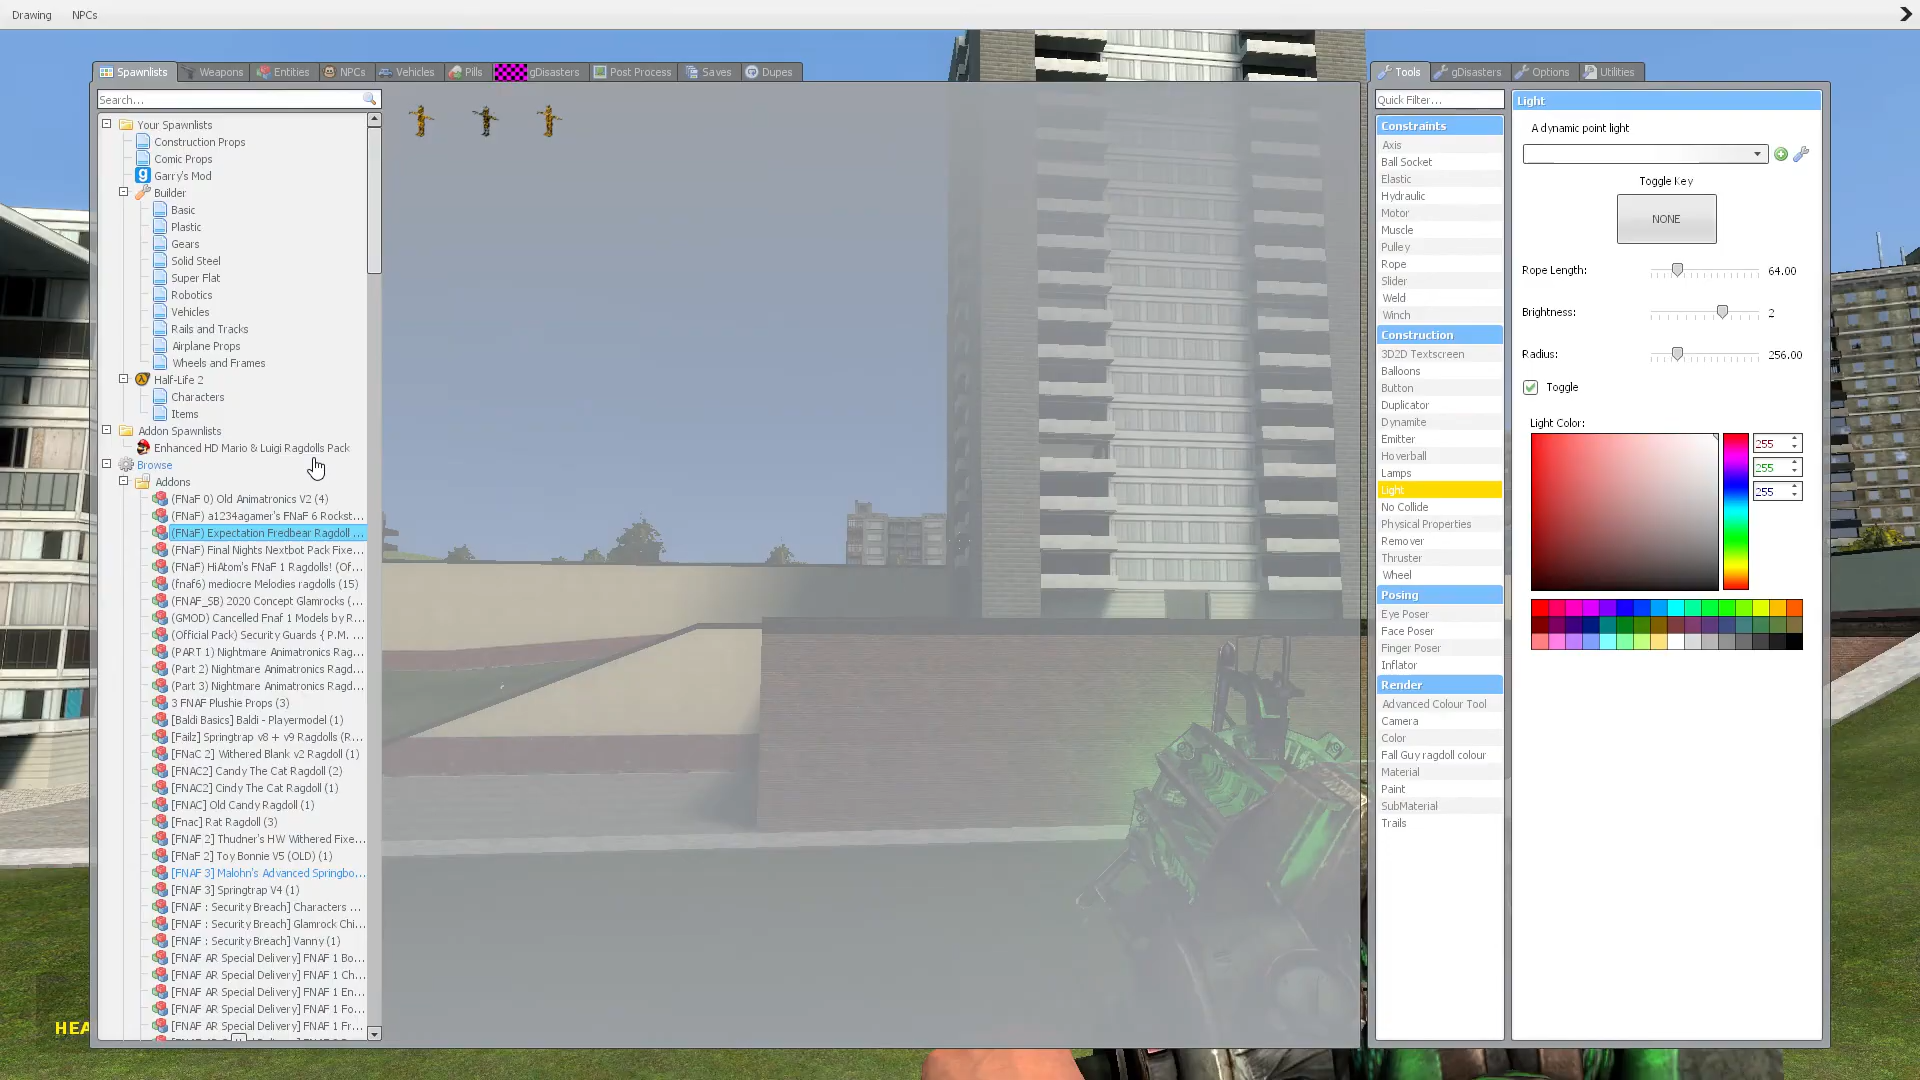 Drawing NPCs
Spawnlists Weapons Entities NPCs Vehicles Pills gDisasters Post Process Saves Dupes
Search...
Your Spawnlists
Construction Props
Comic Props
Garry's Mod
Builder
Basic
Plastic
Gears
Solid Steel
Super Flat
Robotics
Vehicles
Rails and Tracks
Airplane Props
Wheels and Frames
Half-Life 2
Characters
Items
Addon Spawnlists
Enhanced HD Mario & Luigi Ragdolls Pack
Browse
Addons
(FNaF 0) Old Animatronics V2 (4)
(FNaF) a1234agamer's FNaF 6 Rockst...
(FNaF) Expectation Fredbear Ragdoll ...
(FNaF) Final Nights Nextbot Pack Fixe...
(FNaF) HiAtom's FNaF 1 Ragdolls! (Of...
(fnaf6) mediocre Melodies ragdolls (15)
(FNAF_SB) 2020 Concept Glamrocks (...
(GMOD) Cancelled Fnaf 1 Models by R...
(Official Pack) Security Guards { P.M. ...
(PART 1) Nightmare Animatronics Rag...
(Part 2) Nightmare Animatronics Ragd...
(Part 3) Nightmare Animatronics Ragd...
3 FNAF Plushie Props (3)
[Baldi Basics] Baldi - Playermodel (1)
[Failz] Springtrap v8 + v9 Ragdolls (R...
[FNaC 2] Withered Blank v2 Ragdoll (1)
[FNAC2] Candy The Cat Ragdoll (2)
[FNAC2] Cindy The Cat Ragdoll (1)
[FNAC] Old Candy Ragdoll (1)
[Fnac] Rat Ragdoll (3)
[FNAF 2] Thudner's HW Withered Fixe...
[FNaF 2] Toy Bonnie V5 (OLD) (1)
[FNAF 3] Malohn's Advanced Springbo...
[FNAF 3] Springtrap V4 (1)
[FNAF : Security Breach] Characters ...
[FNAF : Security Breach] Glamrock Chi...
[FNAF : Security Breach] Vanny (1)
[FNAF AR Special Delivery] FNAF 1 Bo...
[FNAF AR Special Delivery] FNAF 1 Ch...
[FNAF AR Special Delivery] FNAF 1 En...
[FNAF AR Special Delivery] FNAF 1 Fo...
[FNAF AR Special Delivery] FNAF 1 Fr...
HEA
Tools gDisasters Options Utilities
Quick Filter...
Constraints
Axis
Ball Socket
Elastic
Hydraulic
Motor
Muscle
Pulley
Rope
Slider
Weld
Winch
Construction
3D2D Textscreen
Balloons
Button
Duplicator
Dynamite
Emitter
Hoverball
Lamps
Light
No Collide
Physical Properties
Remover
Thruster
Wheel
Posing
Eye Poser
Face Poser
Finger Poser
Inflator
Render
Advanced Colour Tool
Camera
Color
Fall Guy ragdoll colour
Material
Paint
SubMaterial
Trails
Light
A dynamic point light
Toggle Key
NONE
Rope Length: 64.00
Brightness: 2
Radius: 256.00
Toggle
Light Color:
255
255
255